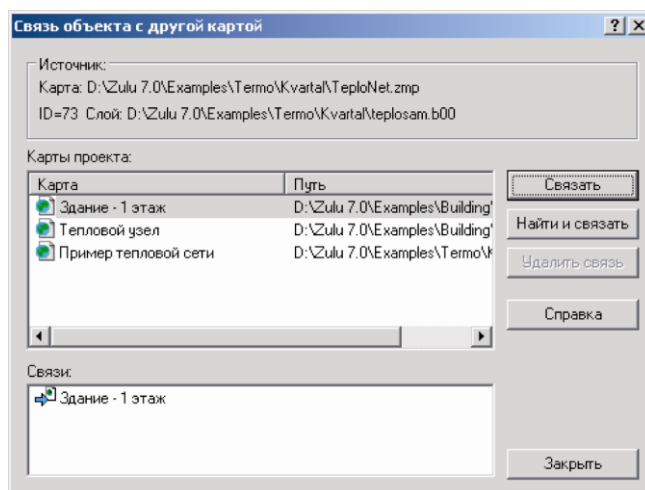 Связь объекта с другой картой
Источник:
Карта: D:\Zulu 7.0\Examples\Termo\Kvartal\TeploNet.zmp
ID=73 Слой: D:\Zulu 7.0\Examples\Termo\Kvartal\teplosam.b00
Карты проекта:
Карта Путь
Здание - 1 этаж D:\Zulu 7.0\Examples\Building\
Тепловой узел D:\Zulu 7.0\Examples\Building\
Пример тепловой сети D:\Zulu 7.0\Examples\Termo\K
Связать
Найти и связать
Удалить связь
Справка
Связи:
Здание - 1 этаж
Закрыть